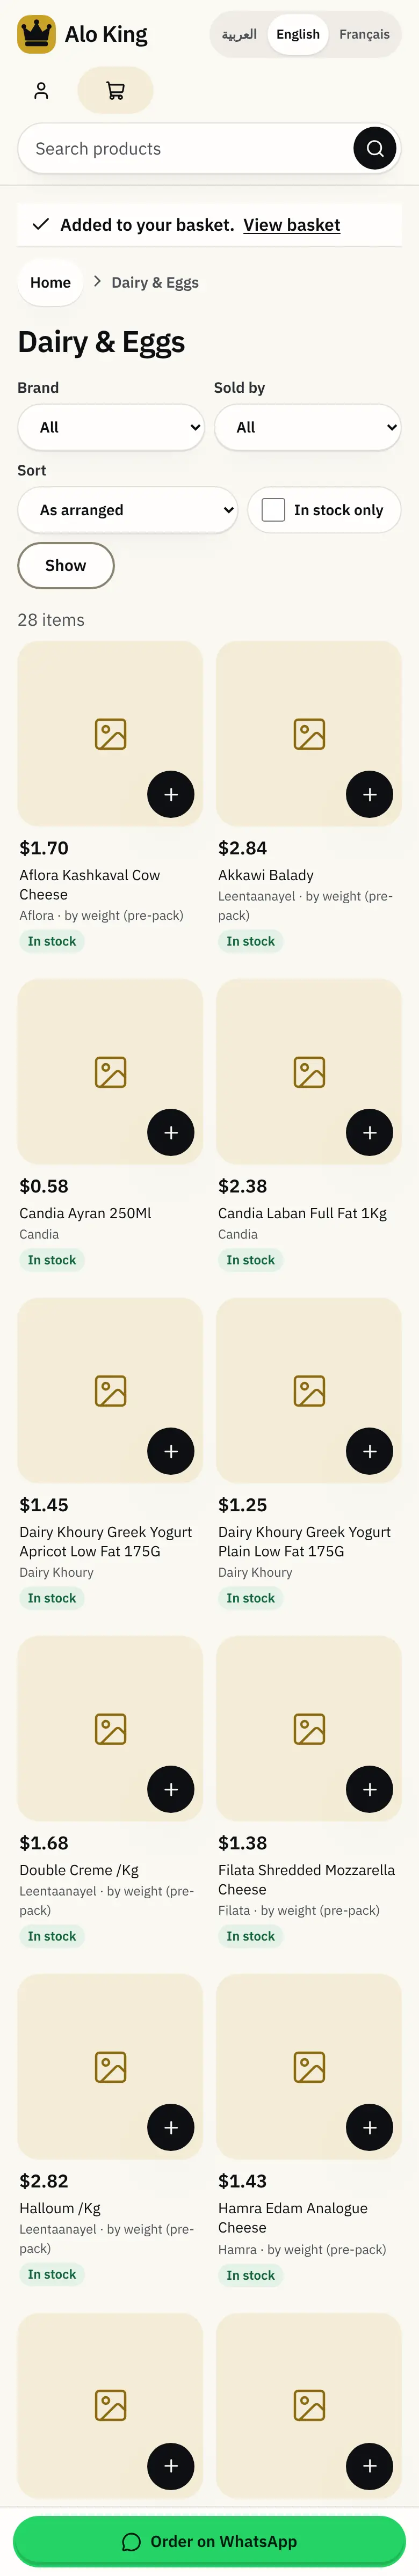 Alo King
العربية
English
Français
Search products
Added to your basket. View basket
Home
Dairy & Eggs
Dairy & Eggs
Brand
Sold by
All
All
Sort
As arranged
In stock only
Show
28 items
$1.70
Aflora Kashkaval Cow
Cheese
Aflora · by weight (pre-pack)
In stock
$2.84
Akkawi Balady
Leentaanayel · by weight (pre-
pack)
In stock
$0.58
Candia Ayran 250Ml
Candia
In stock
$2.38
Candia Laban Full Fat 1Kg
Candia
In stock
$1.45
Dairy Khoury Greek Yogurt
Apricot Low Fat 175G
Dairy Khoury
In stock
$1.25
Dairy Khoury Greek Yogurt
Plain Low Fat 175G
Dairy Khoury
In stock
$1.68
Double Creme /Kg
Leentaanayel · by weight (pre-
pack)
In stock
$1.38
Filata Shredded Mozzarella
Cheese
Filata · by weight (pre-pack)
In stock
$2.82
Halloum /Kg
Leentaanayel · by weight (pre-
pack)
In stock
$1.43
Hamra Edam Analogue
Cheese
Hamra · by weight (pre-pack)
In stock
Order on WhatsApp